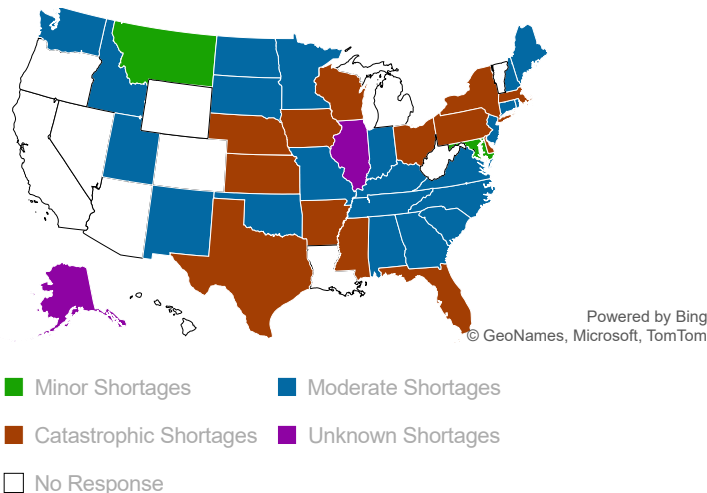 Powered by Bing
© GeoNames, Microsoft, TomTom
Minor Shortages
Moderate Shortages
Catastrophic Shortages
Unknown Shortages
No Response